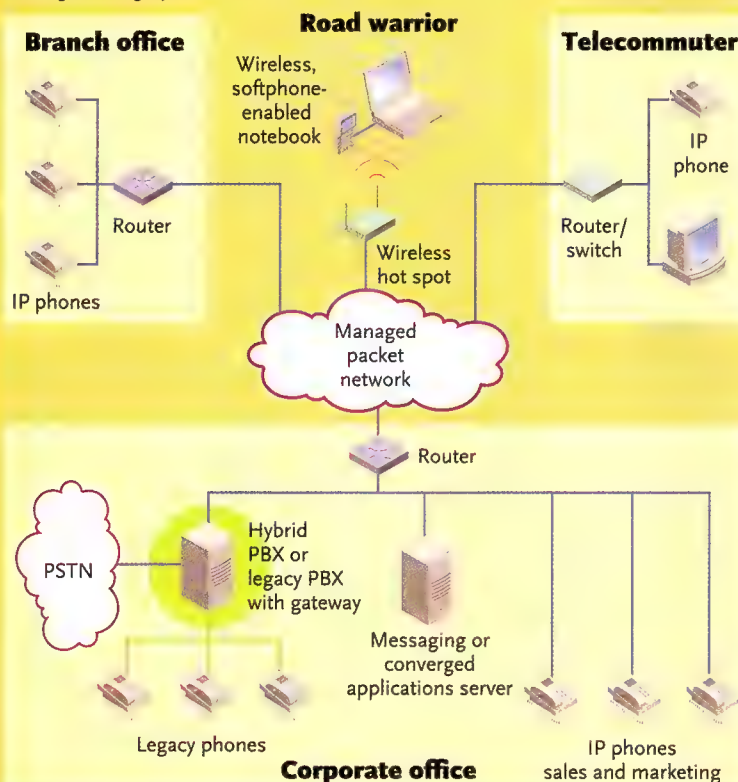 Road warrior
Branch office
Telecommuter
Wireless,
softphone-
enabled
notebook
IP
phone
Router
Router/
switch
Wireless
hot spot
IP phones
Managed
packet
network
Router
PSTN
Hybrid
PBX or
legacy PBX
with gateway
Messaging or
converged
applications server
Legacy phones
IP phones
sales and marketing
Corporate office